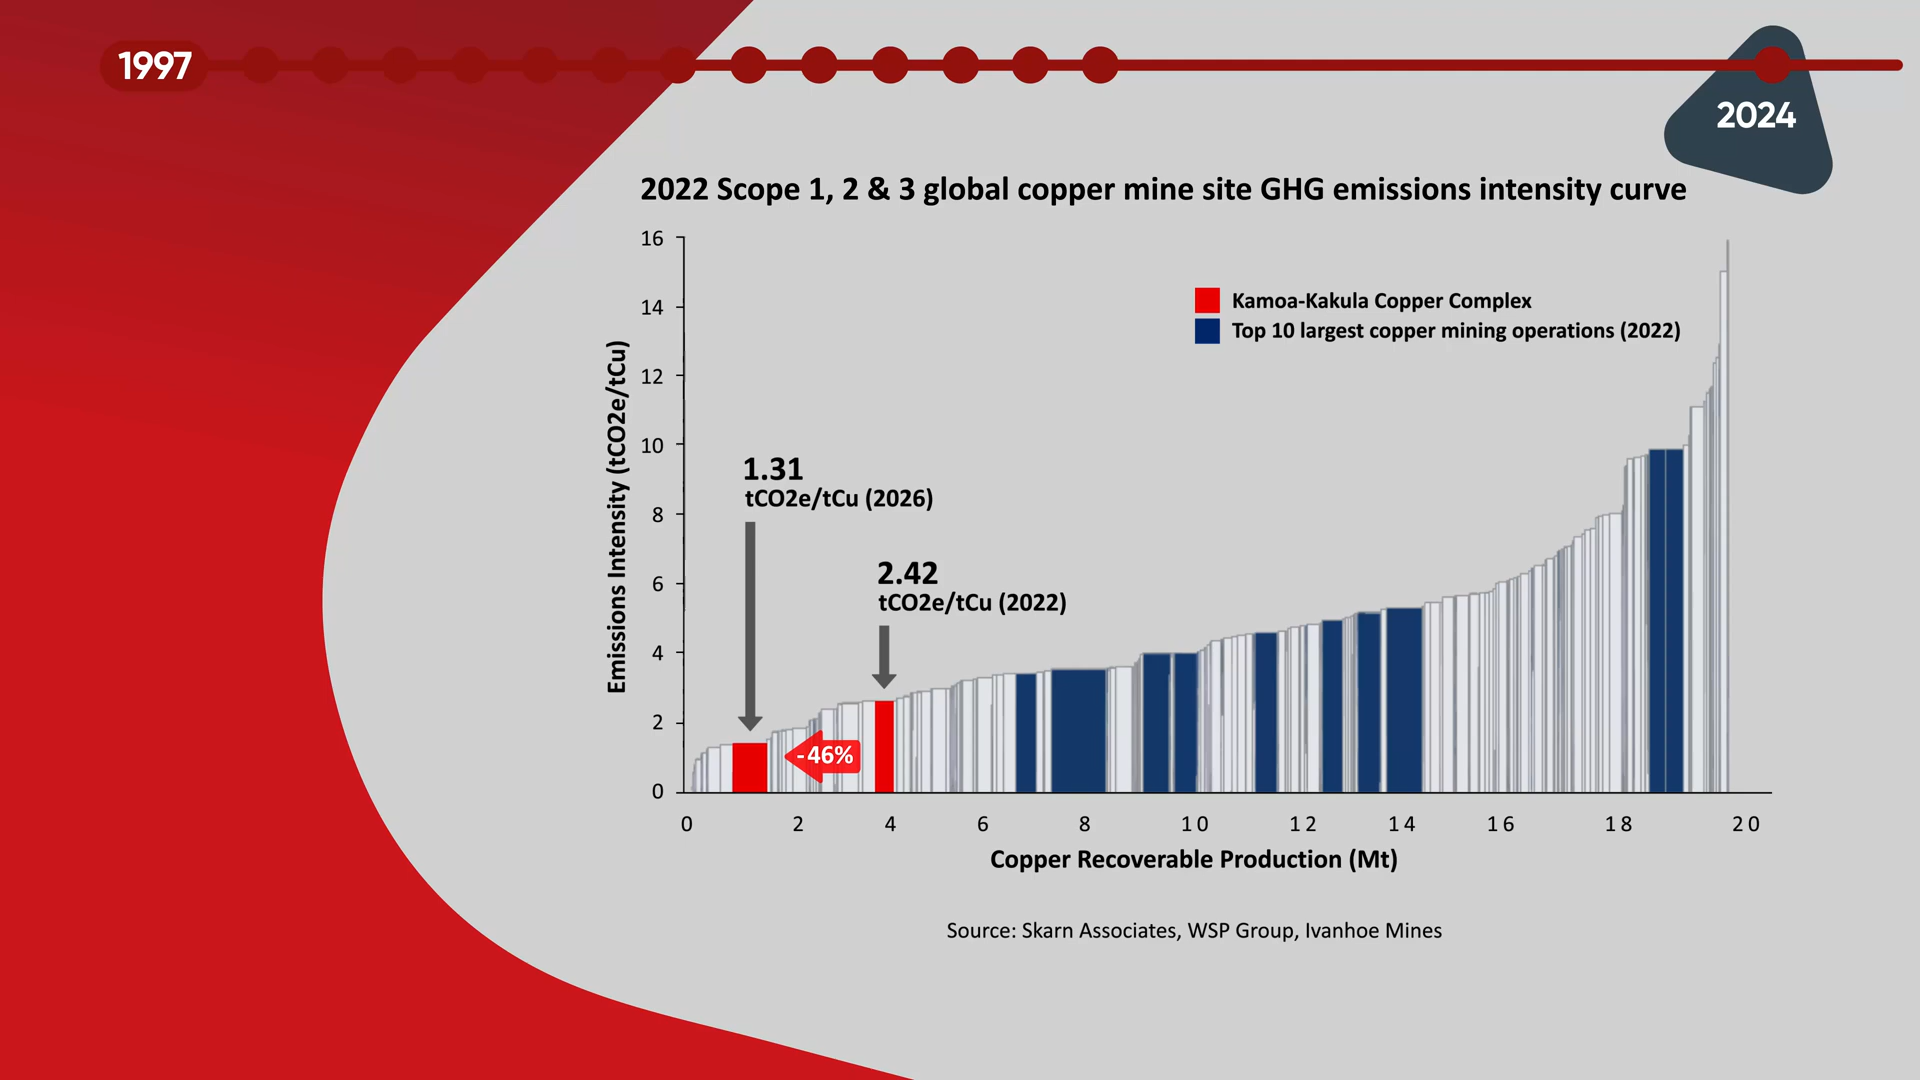 1997
2024
2022 Scope 1, 2 & 3 global copper mine site GHG emissions intensity curve
16
14
12
10
8
6
4
2
0
Emissions Intensity (tCO2e/tCu)
Kamoa-Kakula Copper Complex
Top 10 largest copper mining operations (2022)
1.31
tCO2e/tCu (2026)
2.42
tCO2e/tCu (2022)
-46%
0 2 4 6 8 10 12 14 16 18 20
Copper Recoverable Production (Mt)
Source: Skarn Associates, WSP Group, Ivanhoe Mines